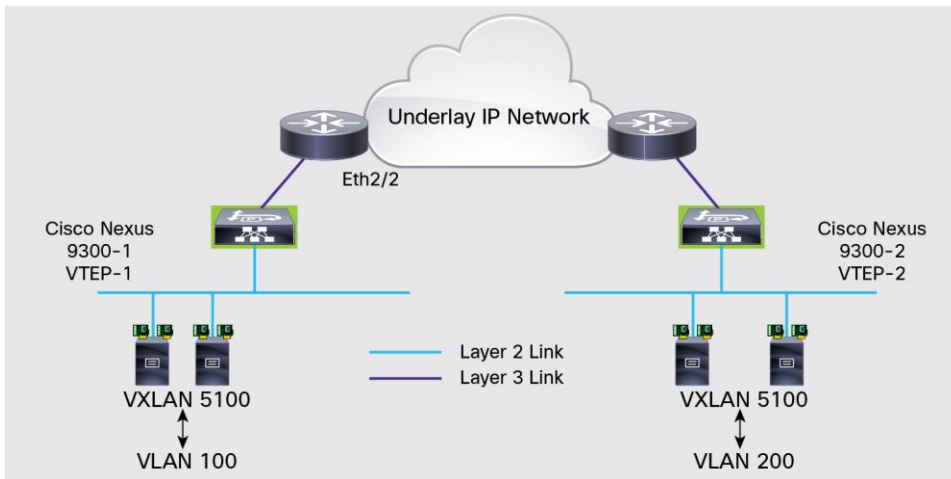 Underlay IP Network
Eth2/2
Cisco Nexus
9300-1
VTEP-1
Cisco Nexus
9300-2
VTEP-2
Layer 2 Link
Layer 3 Link
VXLAN 5100
VLAN 100
VXLAN 5100
VLAN 200